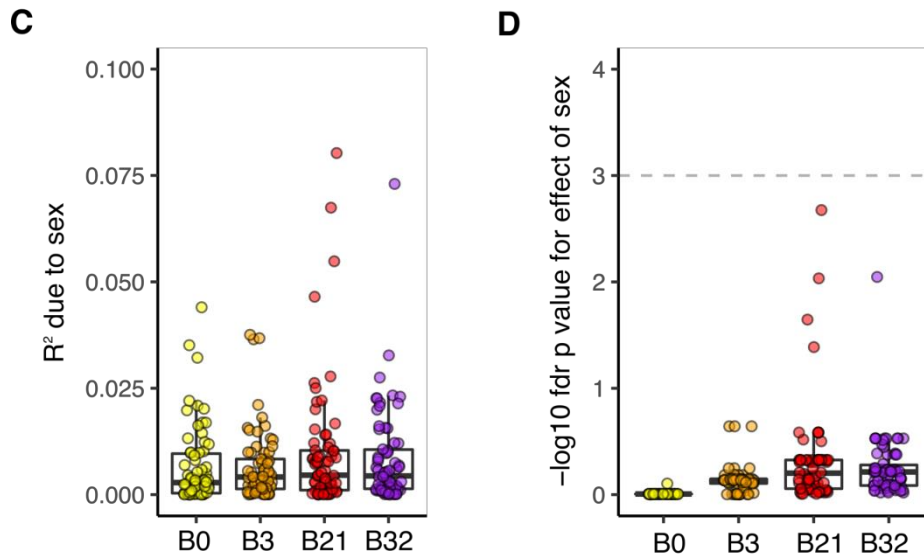 C
R² due to sex
0.100
0.075
0.050
0.025
0.000
B0 B3 B21 B32
D
−log10 fdr p value for effect of sex
4
3
2
1
0
B0 B3 B21 B32